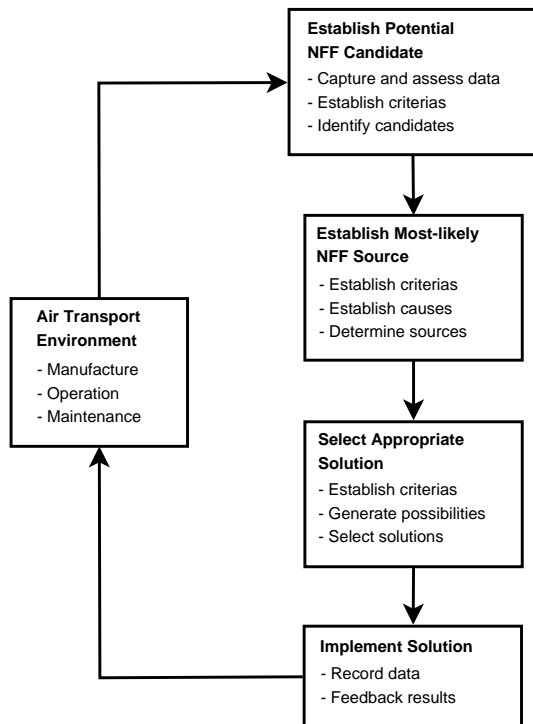 Establish Potential
NFF Candidate
- Capture and assess data
- Establish criterias
- Identify candidates
Establish Most-likely
NFF Source
- Establish criterias
- Establish causes
- Determine sources
Air Transport
Environment
- Manufacture
- Operation
- Maintenance
Select Appropriate
Solution
- Establish criterias
- Generate possibilities
- Select solutions
Implement Solution
- Record data
- Feedback results